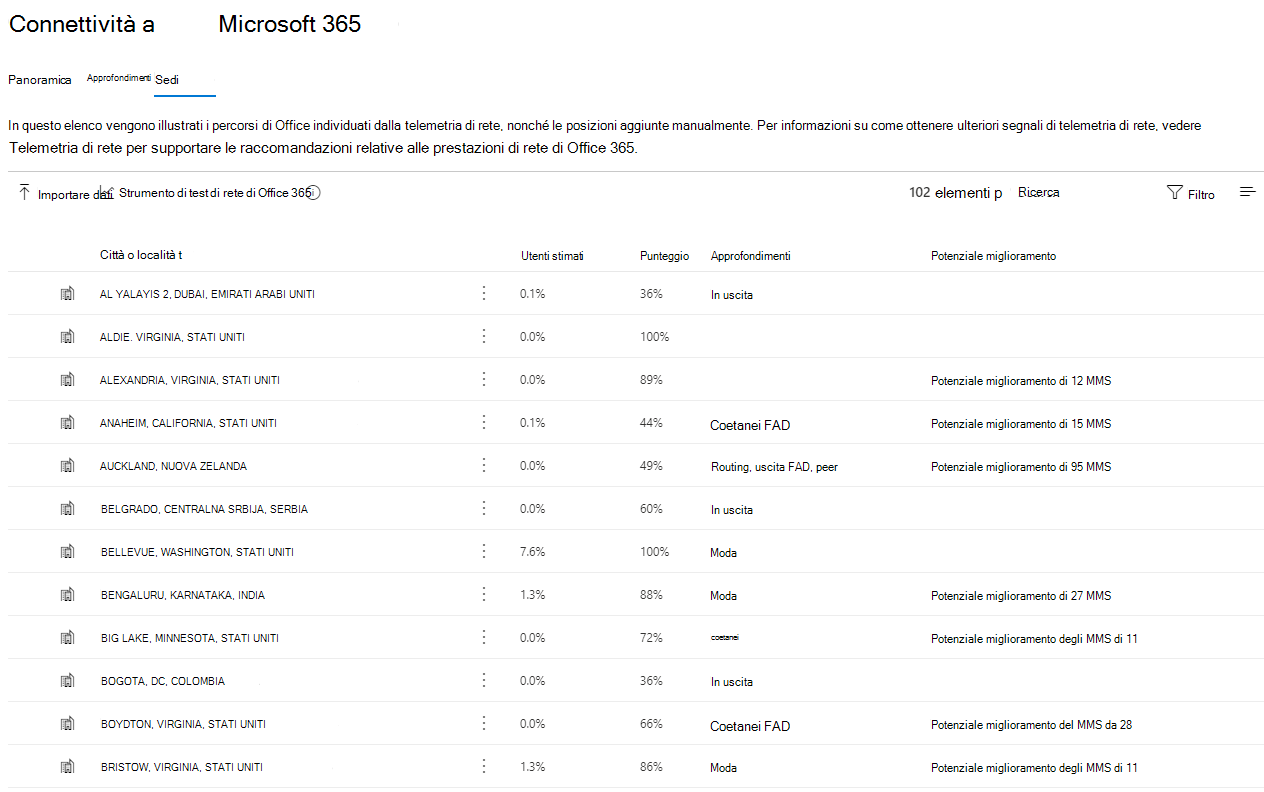 Connettività a Microsoft 365
Panoramica Approfondimenti Sedi
In questo elenco vengono illustrati i percorsi di Office individuati dalla telemetria di rete, nonché le posizioni aggiunte manualmente. Per informazioni su come ottenere ulteriori segnali di telemetria di rete, vedere
Telemetria di rete per supportare le raccomandazioni relative alle prestazioni di rete di Office 365.
Importare dati Strumento di test di rete di Office 365 102 elementi p Ricerca Filtro
Città o località t Utenti stimati Punteggio Approfondimenti Potenziale miglioramento
AL YALAYIS 2, DUBAI, EMIRATI ARABI UNITI 0.1% 36% In uscita
ALDIE. VIRGINIA, STATI UNITI 0.0% 100%
ALEXANDRIA, VIRGINIA, STATI UNITI 0.0% 89% Potenziale miglioramento di 12 MMS
ANAHEIM, CALIFORNIA, STATI UNITI 0.1% 44% Coetanei FAD Potenziale miglioramento di 15 MMS
AUCKLAND, NUOVA ZELANDA 0.0% 49% Routing, uscita FAD, peer Potenziale miglioramento di 95 MMS
BELGRADO, CENTRALNA SRBIJA, SERBIA 0.0% 60% In uscita
BELLEVUE, WASHINGTON, STATI UNITI 7.6% 100% Moda
BENGALURU, KARNATAKA, INDIA 1.3% 88% Moda Potenziale miglioramento di 27 MMS
BIG LAKE, MINNESOTA, STATI UNITI 0.0% 72% coetanei Potenziale miglioramento degli MMS di 11
BOGOTA, DC, COLOMBIA 0.0% 36% In uscita
BOYDTON, VIRGINIA, STATI UNITI 0.0% 66% Coetanei FAD Potenziale miglioramento del MMS da 28
BRISTOW, VIRGINIA, STATI UNITI 1.3% 86% Moda Potenziale miglioramento degli MMS di 11